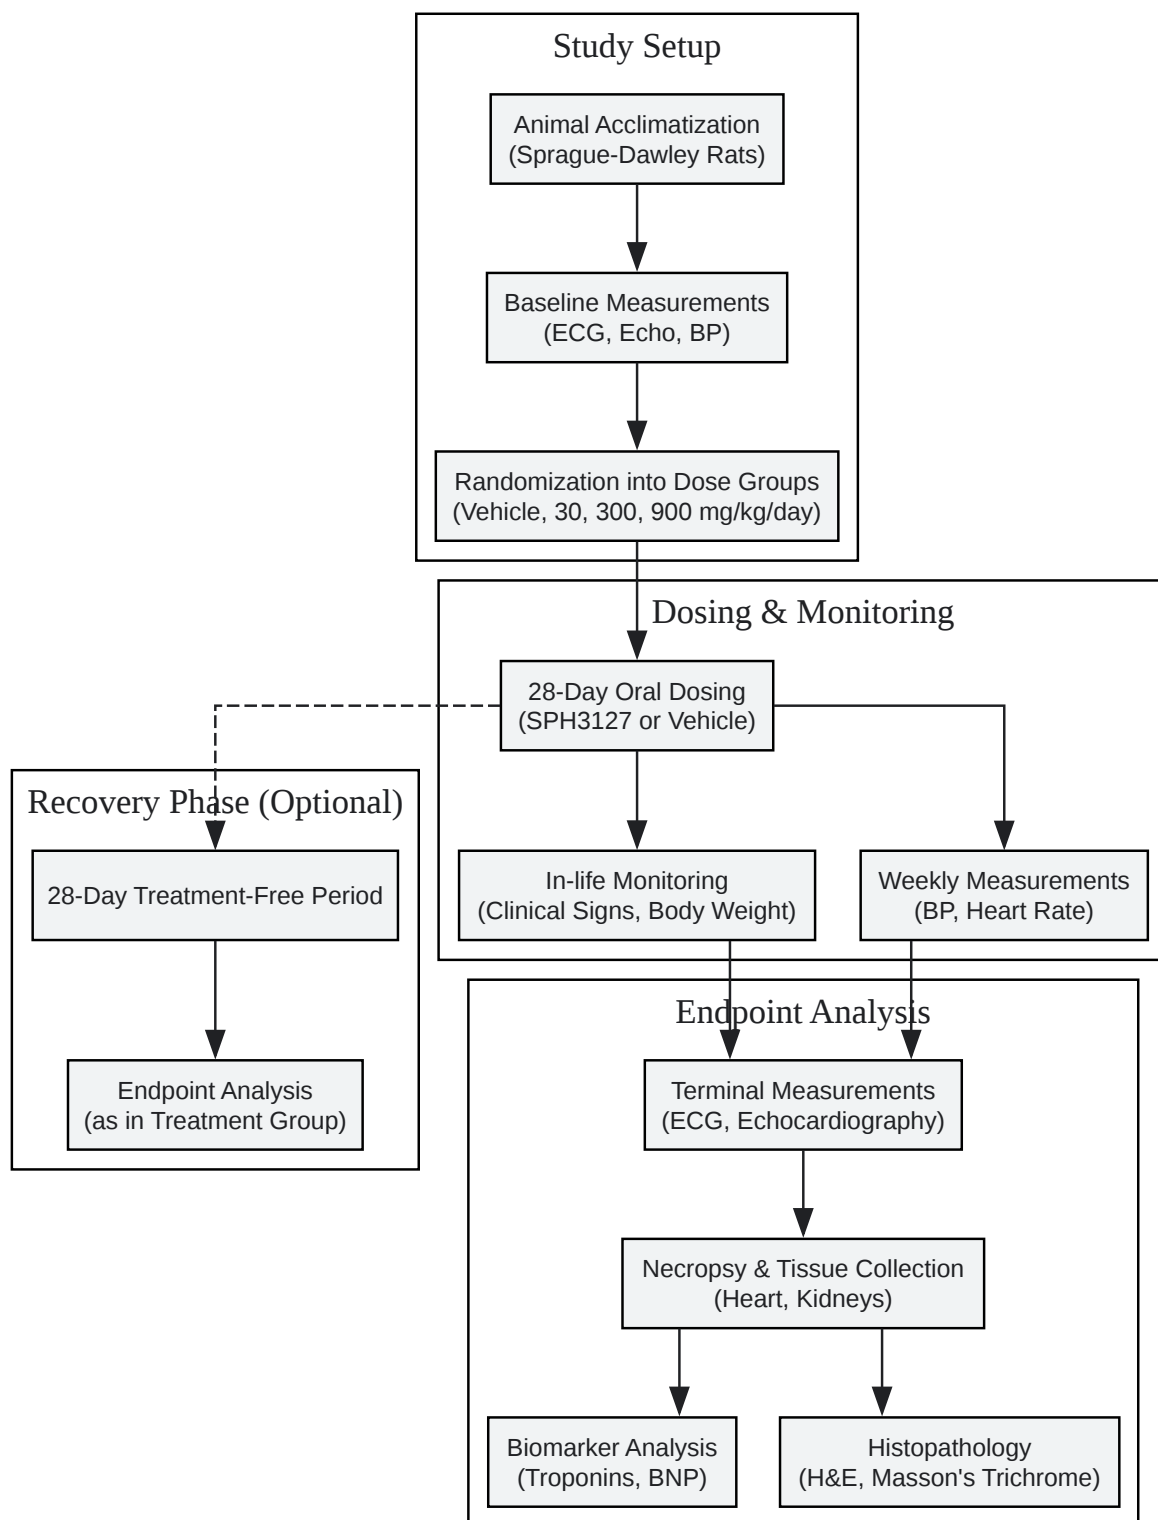 Study Setup
Animal Acclimatization
(Sprague-Dawley Rats)
Baseline Measurements
(ECG, Echo, BP)
Randomization into Dose Groups
(Vehicle, 30, 300, 900 mg/kg/day)
Dosing & Monitoring
28-Day Oral Dosing
(SPH3127 or Vehicle)
Recovery Phase (Optional)
28-Day Treatment-Free Period
In-life Monitoring
(Clinical Signs, Body Weight)
Weekly Measurements
(BP, Heart Rate)
Endpoint Analysis
(as in Treatment Group)
Endpoint Analysis
Terminal Measurements
(ECG, Echocardiography)
Necropsy & Tissue Collection
(Heart, Kidneys)
Biomarker Analysis
(Troponins, BNP)
Histopathology
(H&E, Masson's Trichrome)